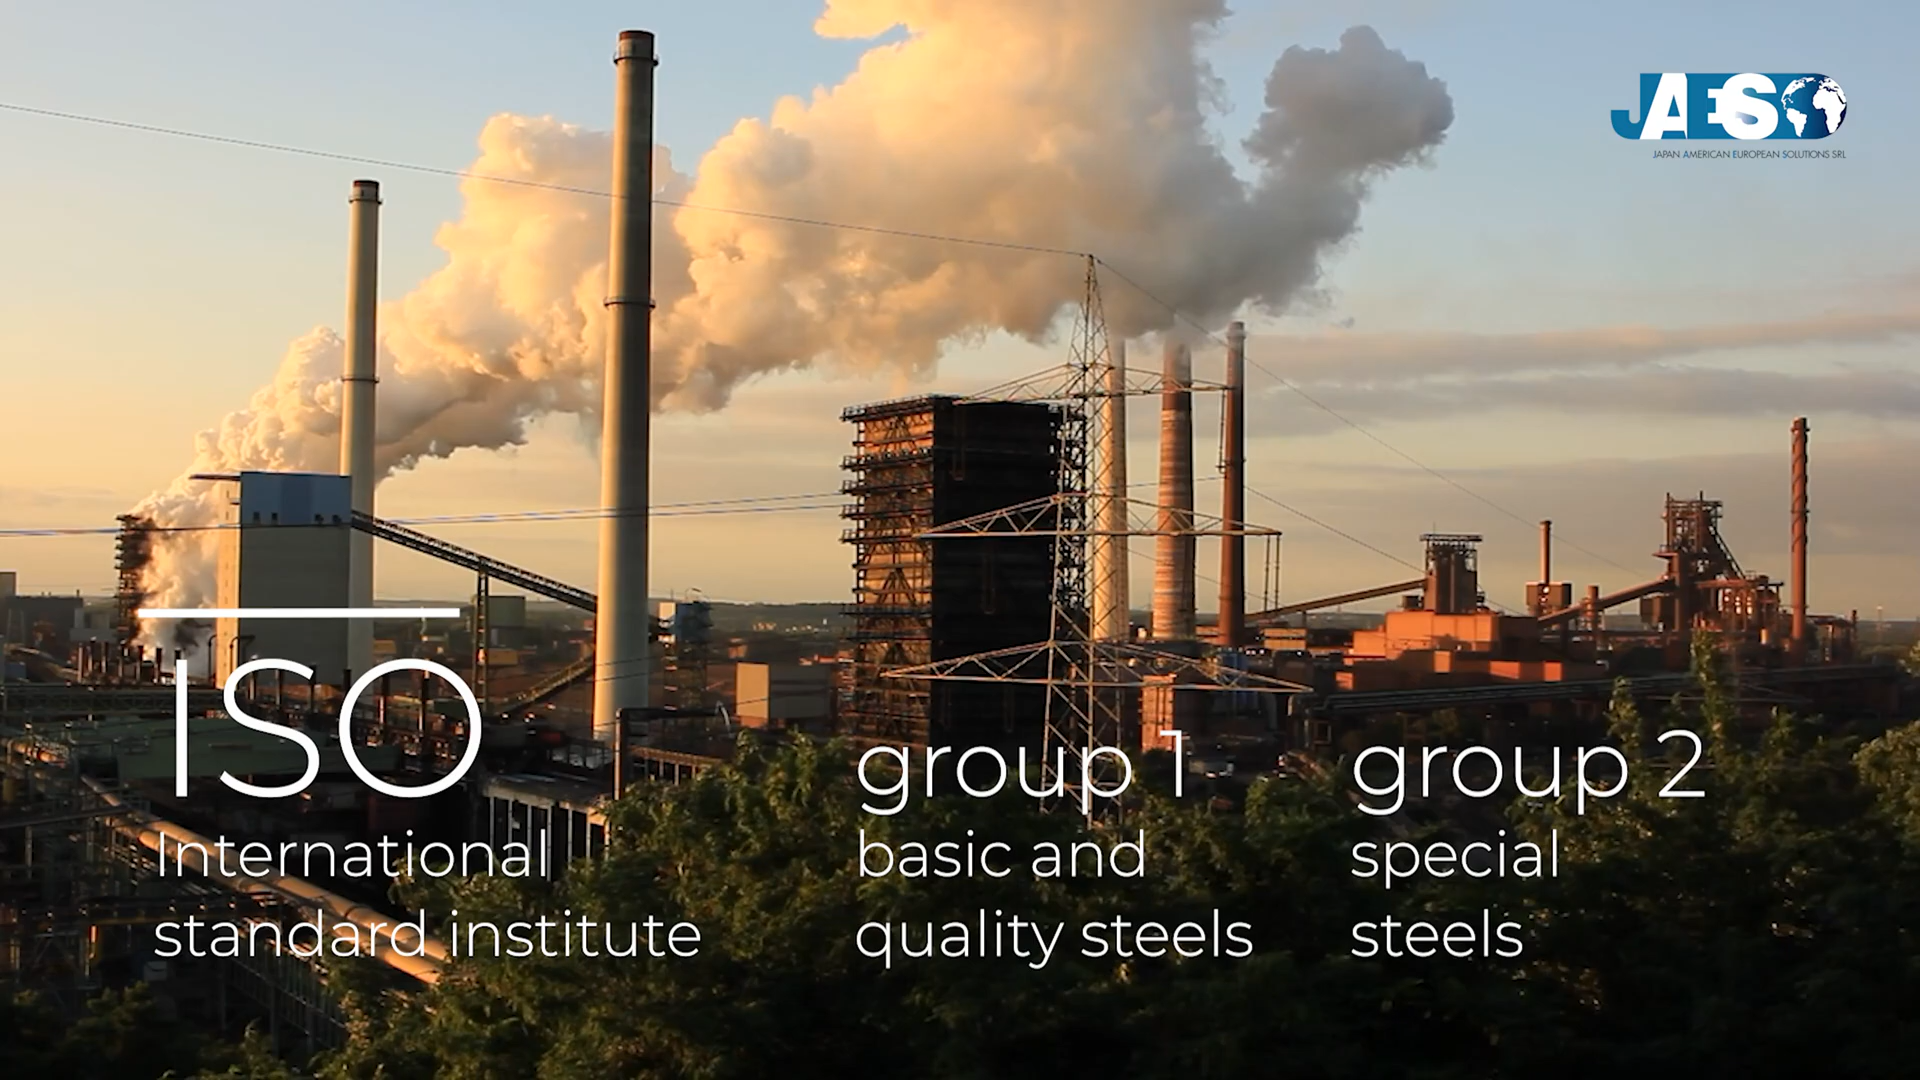 JAES
JAPAN AMERICAN EUROPEAN SOLUTIONS SRL
ISO
International
standard institute
group 1
basic and
quality steels
group 2
special
steels